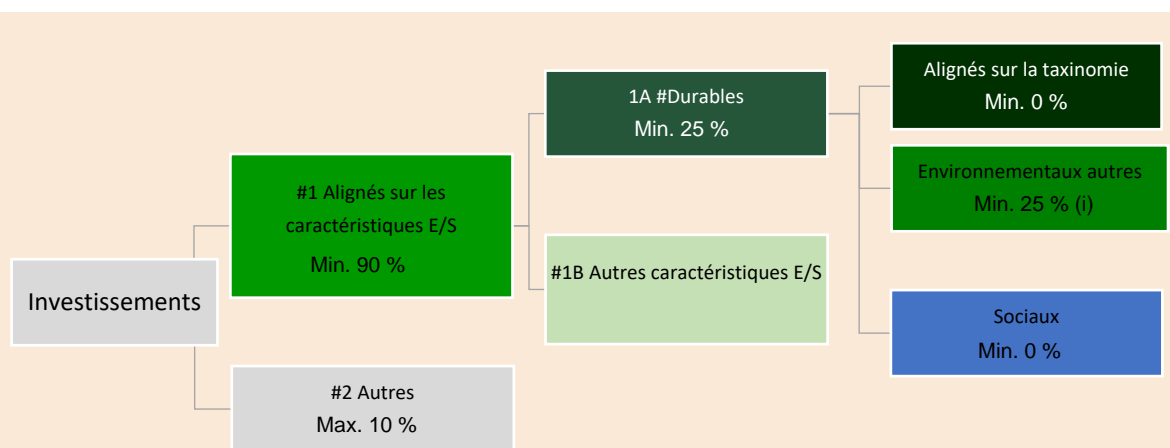 Investissements
#1 Alignés sur les
caractéristiques E/S
Min. 90 %
#2 Autres
Max. 10 %
1A #Durables
Min. 25 %
#1B Autres caractéristiques E/S
Alignés sur la taxinomie
Min. 0 %
Environnementaux autres
Min. 25 % (i)
Sociaux
Min. 0 %